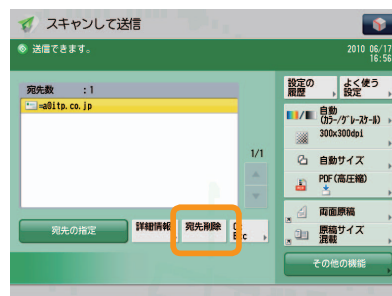 スキャンして送信
送信できます。
2010 06/17
16:56
宛先数 :1
=a@itp.co.jp
1/1
宛先の指定
詳細情報
宛先削除
設定の
履歴
よく使う
設定
自動
(カラー/グレースケール)
300x300dpi
自動サイズ
PDF(高圧縮)
両面原稿
原稿サイズ
混載
その他の機能